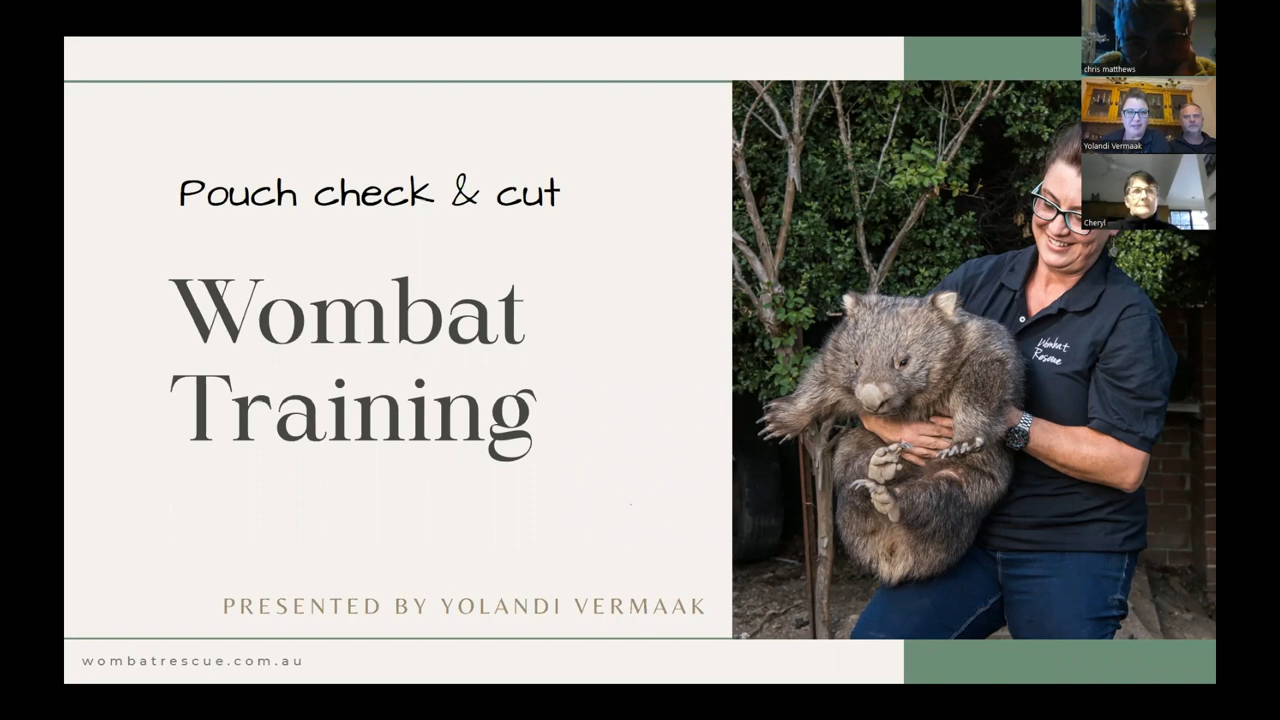 Pouch check & cut
Wombat
Training
PRESENTED BY YOLANDI VERMAAK
wombatrescue.com.au
Wombat
Rescue
chris matthews
Yolandi Vermaak
Cheryl